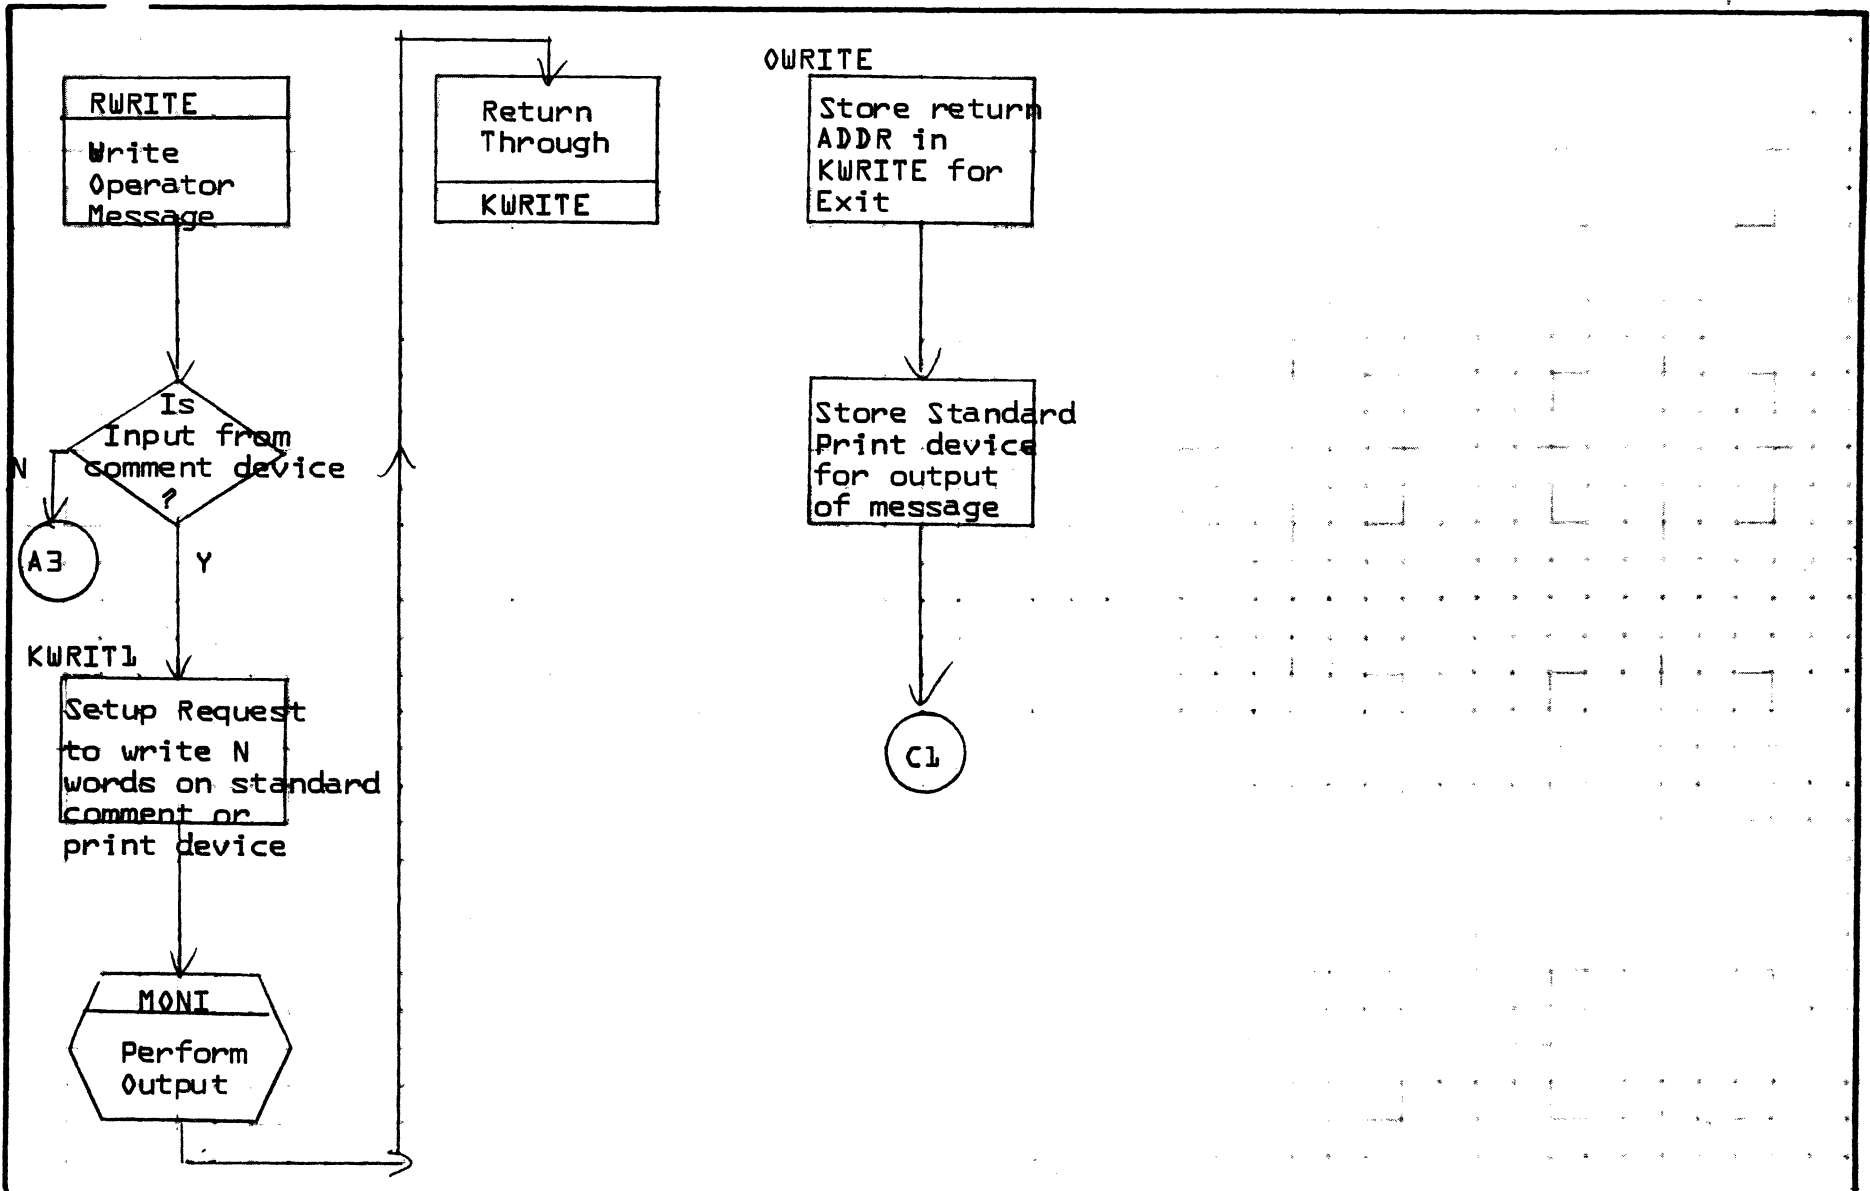 RWRITE
Write
Operator
Message
Is
Input from
comment device
?
N
A3
Y
KWRIT1
Setup Request
to write N
words on standard
comment or
print device
MONI
Perform
Output
Return
Through
KWRITE
OWRITE
Store return
ADDR in
KWRITE for
Exit
Store Standard
Print device
for output
of message
C1